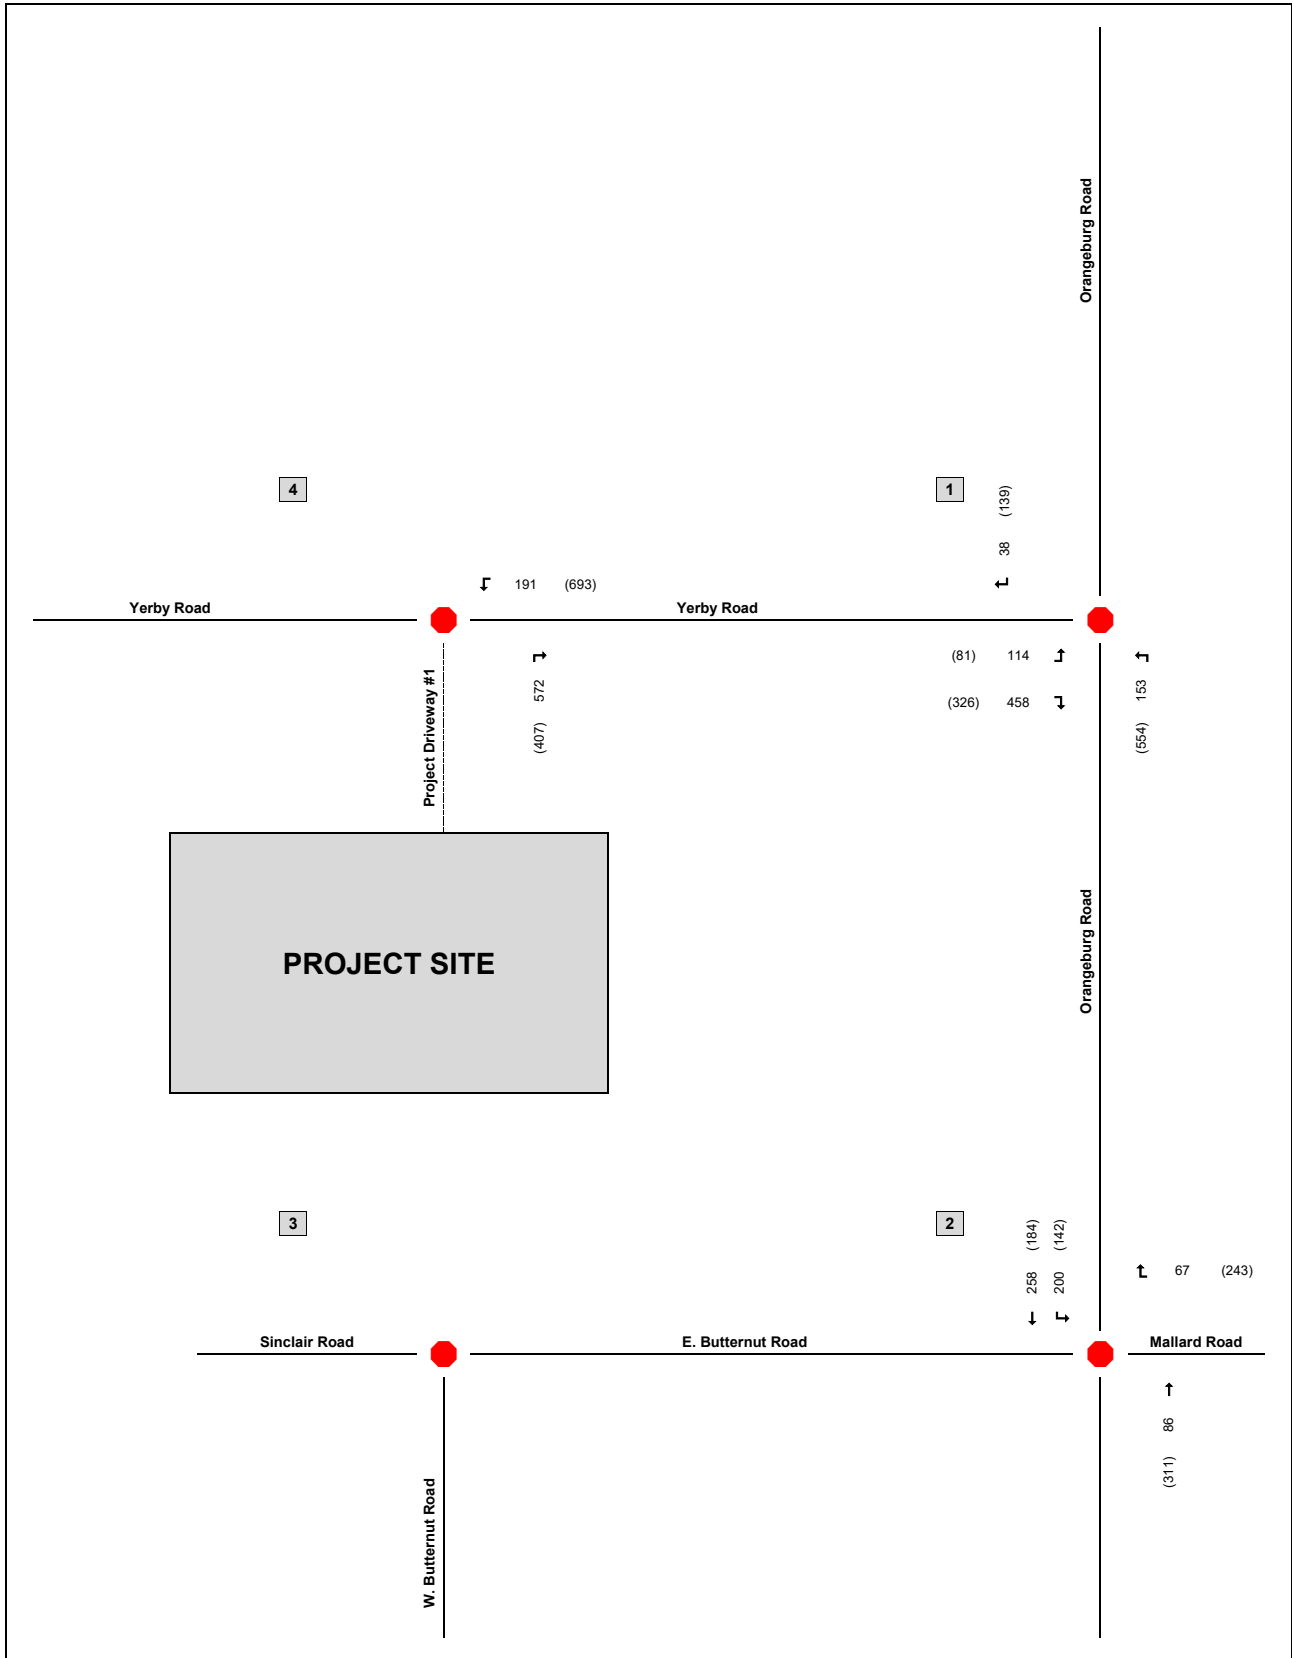 Orangeburg Road
4
1
38 (139)
191 (693)
Yerby Road
Yerby Road
(81) 114
(326) 458
(407) 572
(554) 153
Project Driveway #1
PROJECT SITE
Orangeburg Road
3
2
258 (184)
200 (142)
67 (243)
Sinclair Road
E. Butternut Road
Mallard Road
(311) 86
W. Butternut Road